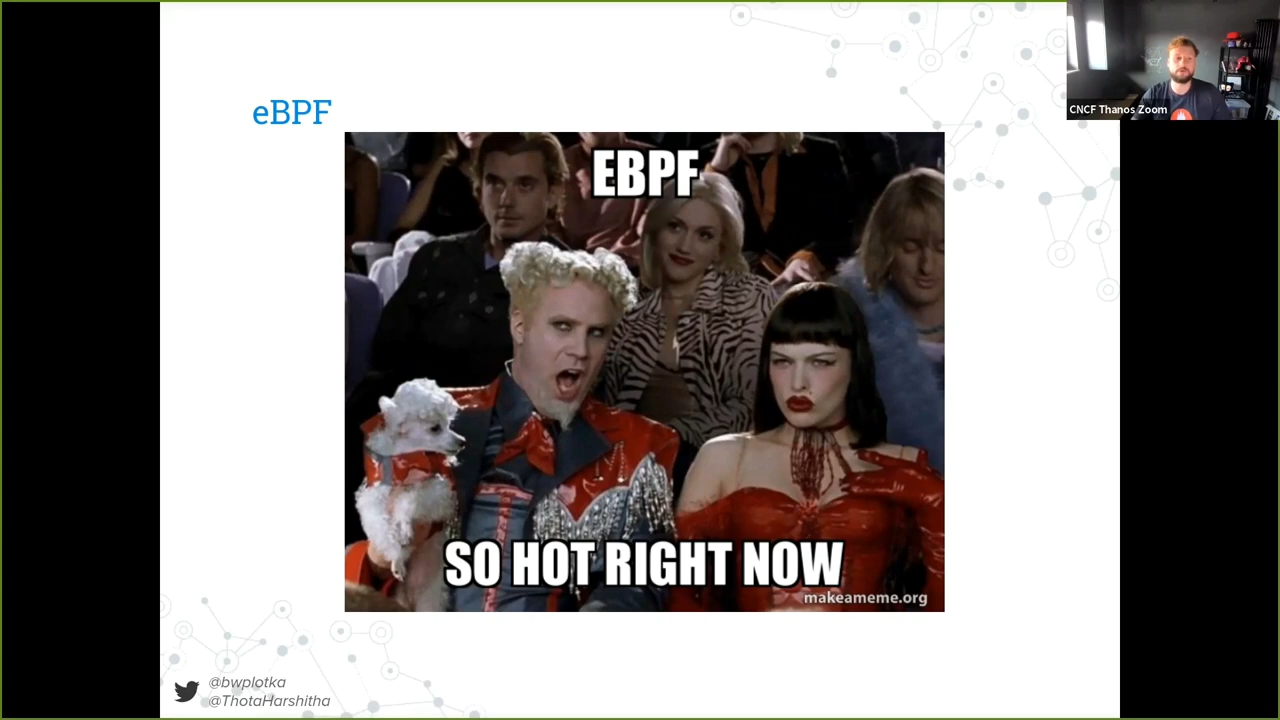 eBPF
EBPF
SO HOT RIGHT NOW
makeameme.org
CNCF Thanos Zoom
@bwplotka
@ThotaHarshitha